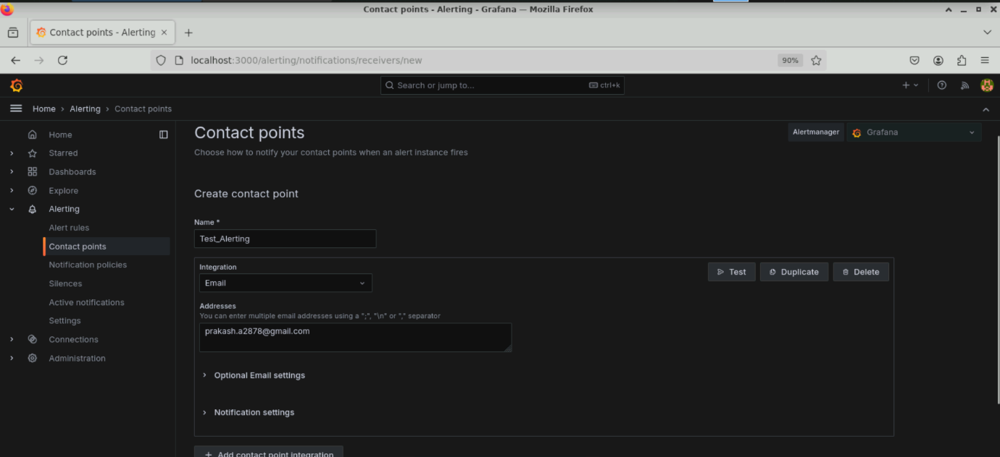 Contact points - Alerting - Grafana — Mozilla Firefox
Contact points - Alerting
localhost:3000/alerting/notifications/receivers/new
90%
Search or jump to...
ctrl+k
Home › Alerting › Contact points
Home
Starred
Dashboards
Explore
Alerting
Alert rules
Contact points
Notification policies
Silences
Active notifications
Settings
Connections
Administration
Contact points
Alertmanager
Grafana
Choose how to notify your contact points when an alert instance fires
Create contact point
Name *
Test_Alerting
Integration
Test
Duplicate
Delete
Email
Addresses
You can enter multiple email addresses using a ";", "\n" or "," separator
prakash.a2878@gmail.com
Optional Email settings
Notification settings
Add contact point integration